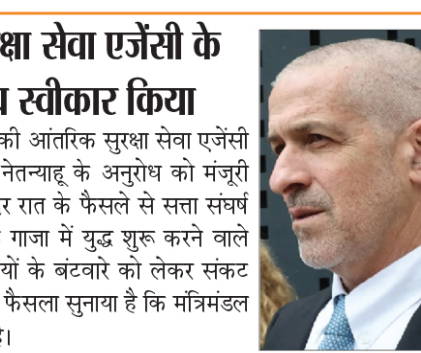 क्षा सेवा एजेंसी के
स्वीकार किया
की आंतरिक सुरक्षा सेवा एजेंसी
नेतन्याहू के अनुरोध को मंजूरी
र रात के फैसले से सत्ता संघर्ष
गाजा में युद्ध शुरू करने वाले
यों के बंटवारे को लेकर संकट
फैसला सुनाया है कि मंत्रिमंडल
है।